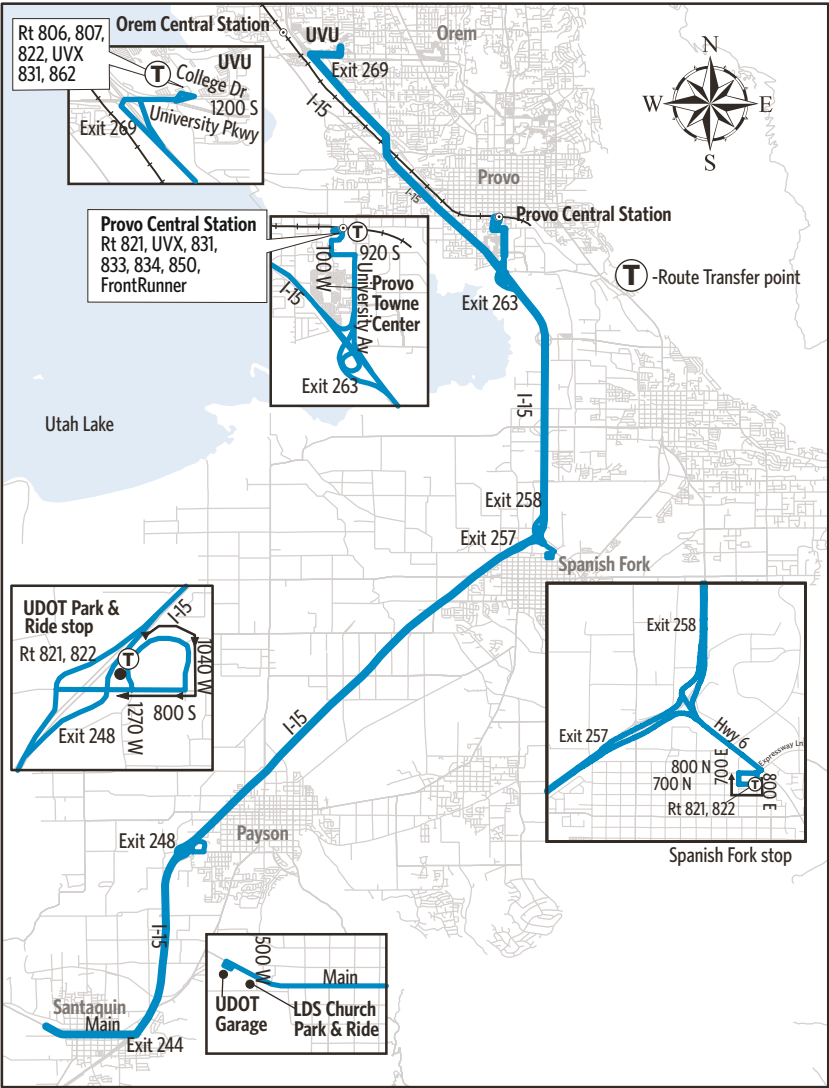 Rt 806, 807,
822, UVX
831, 862
Orem Central Station
Orem
UVU
Exit 269
I-15
UVU
College Dr
1200 S
University Pkwy
Exit 269
N
W
E
S
I-15
Provo
Provo Central Station
Provo Central Station
Rt 821, UVX, 831,
833, 834, 850,
FrontRunner
920 S
100 W
University Av
I-15
Provo
Towne
Center
Exit 263
T
T
T -Route Transfer point
Exit 263
I-15
Utah Lake
Exit 258
Exit 257
Spanish Fork
UDOT Park &
Ride stop
Rt 821, 822
I-15
T
1040 W
800 S
1270 W
Exit 248
I-15
Exit 258
Exit 257
Hwy 6
Expressway Ln
800 N
700 N
700 E
800 E
T
Rt 821, 822
Spanish Fork stop
Exit 248
Payson
I-15
500 W
Main
UDOT
Garage
LDS Church
Park & Ride
Santaquin
Main
Exit 244